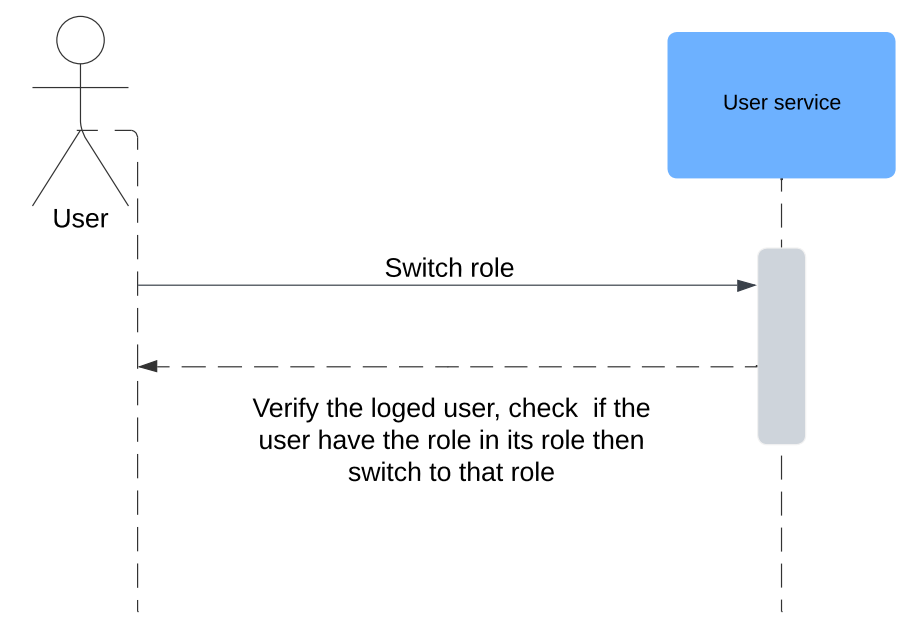 User service
User
Switch role
Verify the loged user, check  if the
user have the role in its role then
switch to that role